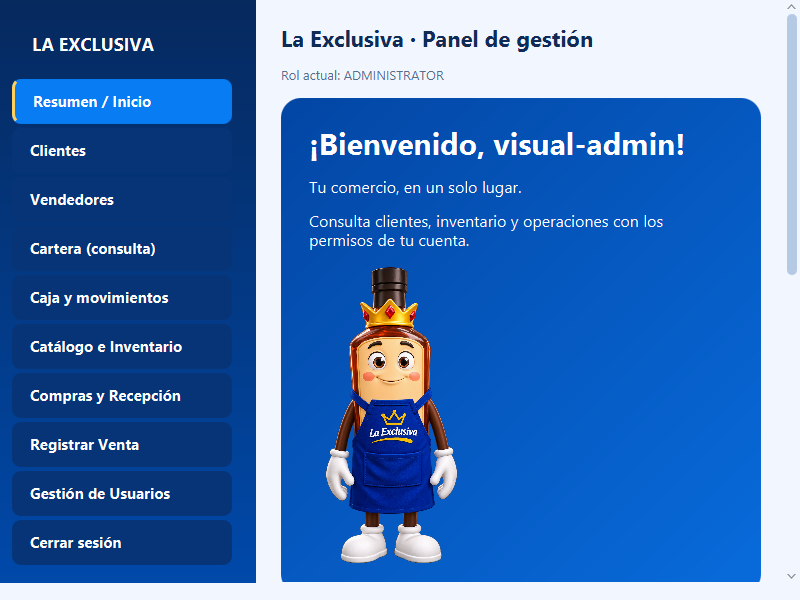 LA EXCLUSIVA
Resumen / Inicio
Clientes
Vendedores
Cartera (consulta)
Caja y movimientos
Catálogo e Inventario
Compras y Recepción
Registrar Venta
Gestión de Usuarios
Cerrar sesión
La Exclusiva · Panel de gestión
Rol actual: ADMINISTRATOR
¡Bienvenido, visual-admin!
Tu comercio, en un solo lugar.
Consulta clientes, inventario y operaciones con los
permisos de tu cuenta.
La Exclusiva